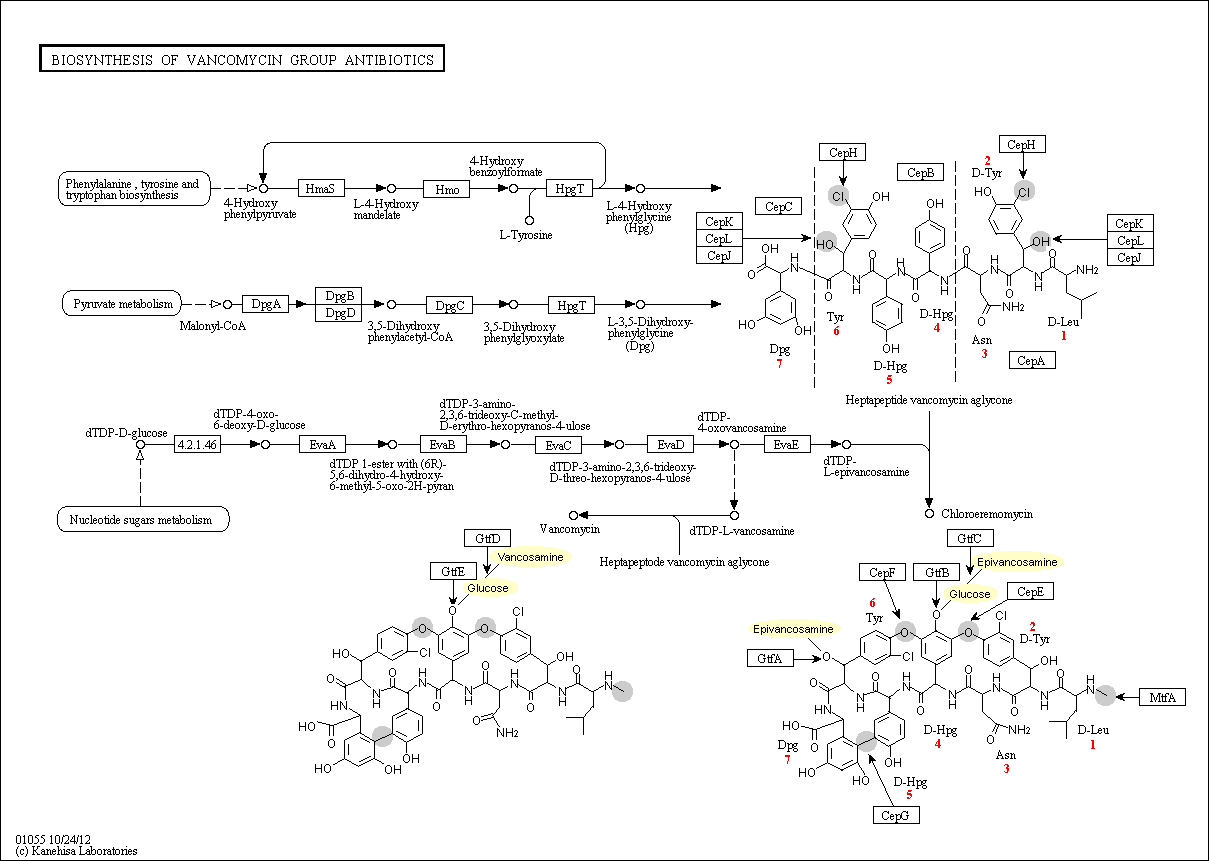 BIOSYNTHESIS OF VANCOMYCIN GROUP ANTIBIOTICS
Phenylalanine , tyrosine and
tryptophan biosynthesis
4-Hydroxy
phenylpyruvate
HmaS
L-4-Hydroxy
mandelate
Hmo
4-Hydroxy
benzoylformate
L-Tyrosine
HpgT
L-4-Hydroxy
phenylglycine
(Hpg)
Pyruvate metabolism
Malonyl-CoA
DpgA
DpgB
DpgD
3,5-Dihydroxy
phenylacetyl-CoA
DpgC
3,5-Dihydroxy
phenylglyoxylate
HpgT
L-3,5-Dihydroxy-
phenylglycine
(Dpg)
CepK
CepL
CepJ
CepC
CepH
CepB
CepH
CepK
CepL
CepJ
CepA
2
D-Tyr
OH
Cl
OH
HO
Cl
HO
OH
OH
O
HO
H
N
O
N
H
O
H
N
O
N
H
O
H
N
O
N
H
O
NH2
HO
OH
OH
O
NH2
Dpg
7
Tyr
6
D-Hpg
5
D-Hpg
4
Asn
3
D-Leu
1
Heptapeptide vancomycin aglycone
dTDP-D-glucose
4.2.1.46
dTDP-4-oxo-
6-deoxy-D-glucose
EvaA
dTDP 1-ester with (6R)-
5,6-dihydro-4-hydroxy-
6-methyl-5-oxo-2H-pyran
EvaB
dTDP-3-amino-
2,3,6-trideoxy-C-methyl-
D-erythro-hexopyranos-4-ulose
EvaC
dTDP-3-amino-2,3,6-trideoxy-
D-threo-hexopyranos-4-ulose
EvaD
dTDP-
4-oxovancosamine
EvaE
dTDP-
L-epivancosamine
Nucleotide sugars metabolism
Vancomycin
dTDP-L-vancosamine
Heptapeptode vancomycin aglycone
Chloroeremomycin
GtfD
Vancosamine
GtfE
Glucose
O
O
O
Cl
Cl
HO
OH
O
H
N
O
N
H
O
H
N
O
N
H
O
H
N
O
N
H
O
H
N
HN
HO
O
O
NH2
HO
OH
OH
GtfC
Epivancosamine
CepF
GtfB
Glucose
CepE
6
Tyr
2
D-Tyr
Epivancosamine
GtfA
O
O
O
O
Cl
Cl
OH
O
H
N
O
N
H
O
H
N
O
N
H
O
H
N
O
N
H
O
H
N
MtfA
HN
HO
O
O
NH2
HO
HO
OH
Dpg
7
D-Hpg
4
D-Hpg
5
Asn
3
D-Leu
1
CepG
01055 10/24/12
(c) Kanehisa Laboratories